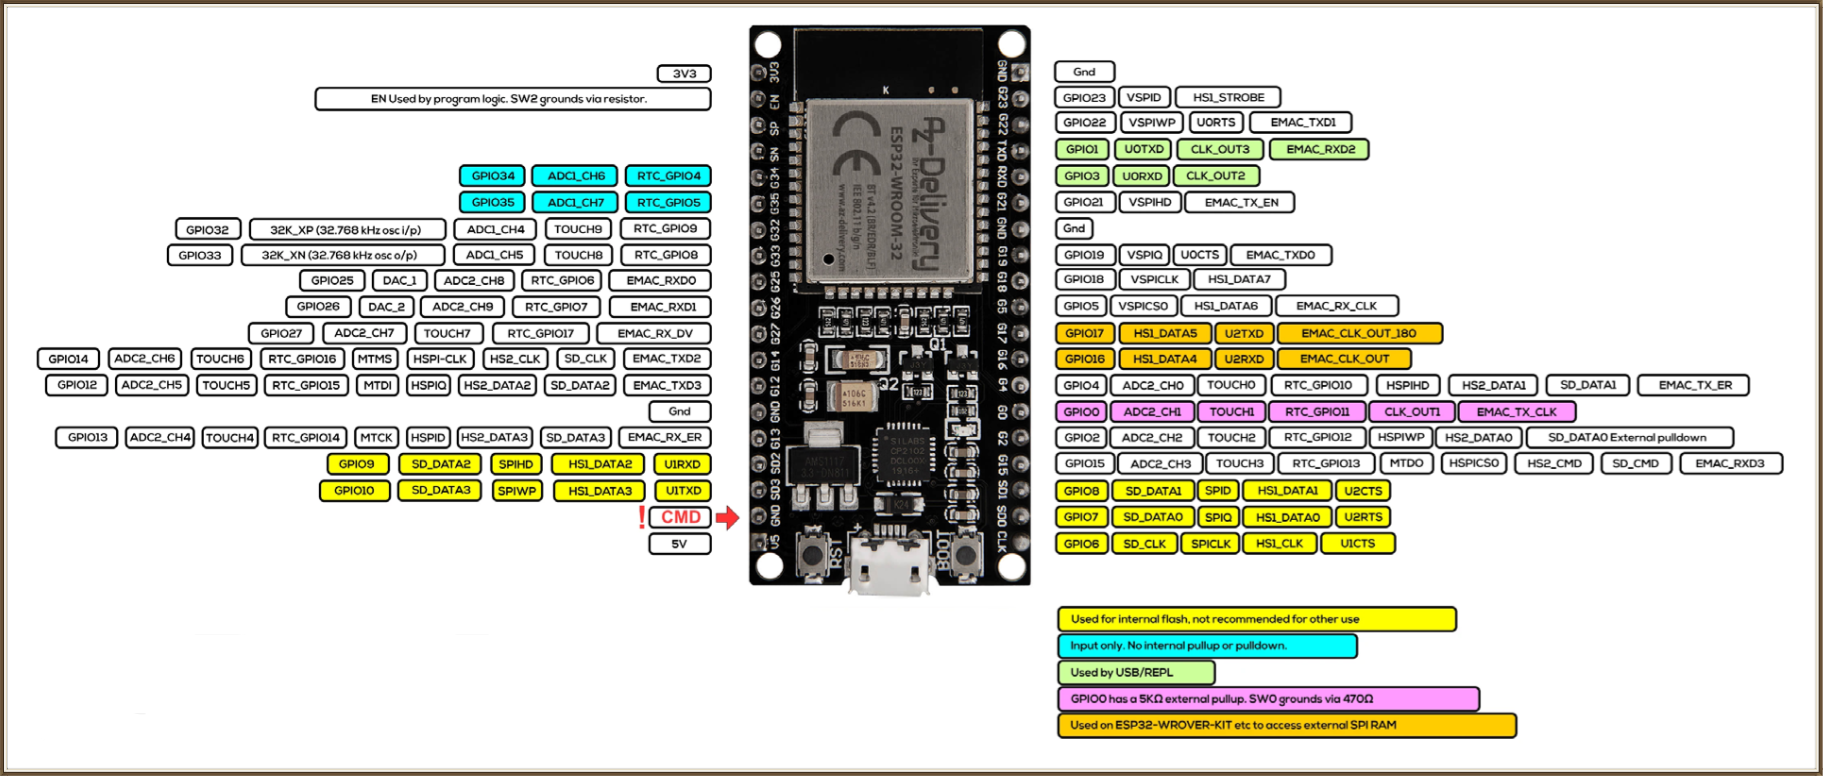 3V3
EN Used by program logic. SW2 grounds via resistor.
GPIO34 ADC1_CH6 RTC_GPIO4
GPIO35 ADC1_CH7 RTC_GPIO5
GPIO32 32K_XP (32.768 kHz osc i/p) ADC1_CH4 TOUCH9 RTC_GPIO9
GPIO33 32K_XN (32.768 kHz osc o/p) ADC1_CH5 TOUCH8 RTC_GPIO8
GPIO25 DAC_1 ADC2_CH8 RTC_GPIO6 EMAC_RXD0
GPIO26 DAC_2 ADC2_CH9 RTC_GPIO7 EMAC_RXD1
GPIO27 ADC2_CH7 TOUCH7 RTC_GPIO17 EMAC_RX_DV
GPIO14 ADC2_CH6 TOUCH6 RTC_GPIO16 MTMS HSPI-CLK HS2_CLK SD_CLK EMAC_TXD2
GPIO12 ADC2_CH5 TOUCH5 RTC_GPIO15 MTDI HSPIQ HS2_DATA2 SD_DATA2 EMAC_TXD3
Gnd
GPIO13 ADC2_CH4 TOUCH4 RTC_GPIO14 MTCK HSPID HS2_DATA3 SD_DATA3 EMAC_RX_ER
GPIO9 SD_DATA2 SPIHD HS1_DATA2 U1RXD
GPIO10 SD_DATA3 SPIWP HS1_DATA3 U1TXD
! CMD
5V
3V3
EN
SP
SN
G34
G35
G32
G33
G25
G26
G27
G14
G12
GND
G13
SD2
SD3
GND
V5
K
Az-Delivery
Ihr Experte für Mikroelektronik
ESP32-WROOM-32
BT v4.2 (BR/EDR/BLE)
IEE 802.11 b/g/n
www.az-delivery.com
Q1
Q2
A106C
516K1
AMS1117
SILABS
CP2102
DCL00X
1916+
RST
BOOT
GND
G23
G22
TXD
RXD
G21
GND
G19
G18
G5
G17
G16
G4
G0
G2
G15
SD1
SD0
CLK
Gnd
GPIO23 VSPID HS1_STROBE
GPIO22 VSPIWP U0RTS EMAC_TXD1
GPIO1 U0TXD CLK_OUT3 EMAC_RXD2
GPIO3 U0RXD CLK_OUT2
GPIO21 VSPIHD EMAC_TX_EN
Gnd
GPIO19 VSPIQ U0CTS EMAC_TXD0
GPIO18 VSPICLK HS1_DATA7
GPIO5 VSPICS0 HS1_DATA6 EMAC_RX_CLK
GPIO17 HS1_DATA5 U2TXD EMAC_CLK_OUT_180
GPIO16 HS1_DATA4 U2RXD EMAC_CLK_OUT
GPIO4 ADC2_CH0 TOUCH0 RTC_GPIO10 HSPIHD HS2_DATA1 SD_DATA1 EMAC_TX_ER
GPIO0 ADC2_CH1 TOUCH1 RTC_GPIO11 CLK_OUT1 EMAC_TX_CLK
GPIO2 ADC2_CH2 TOUCH2 RTC_GPIO12 HSPIWP HS2_DATA0 SD_DATA0 External pulldown
GPIO15 ADC2_CH3 TOUCH3 RTC_GPIO13 MTDO HSPICS0 HS2_CMD SD_CMD EMAC_RXD3
GPIO8 SD_DATA1 SPID HS1_DATA1 U2CTS
GPIO7 SD_DATA0 SPIQ HS1_DATA0 U2RTS
GPIO6 SD_CLK SPICLK HS1_CLK U1CTS
Used for internal flash, not recommended for other use
Input only. No internal pullup or pulldown.
Used by USB/REPL
GPIO0 has a 5KΩ external pullup. SW0 grounds via 470Ω
Used on ESP32-WROVER-KIT etc to access external SPI RAM